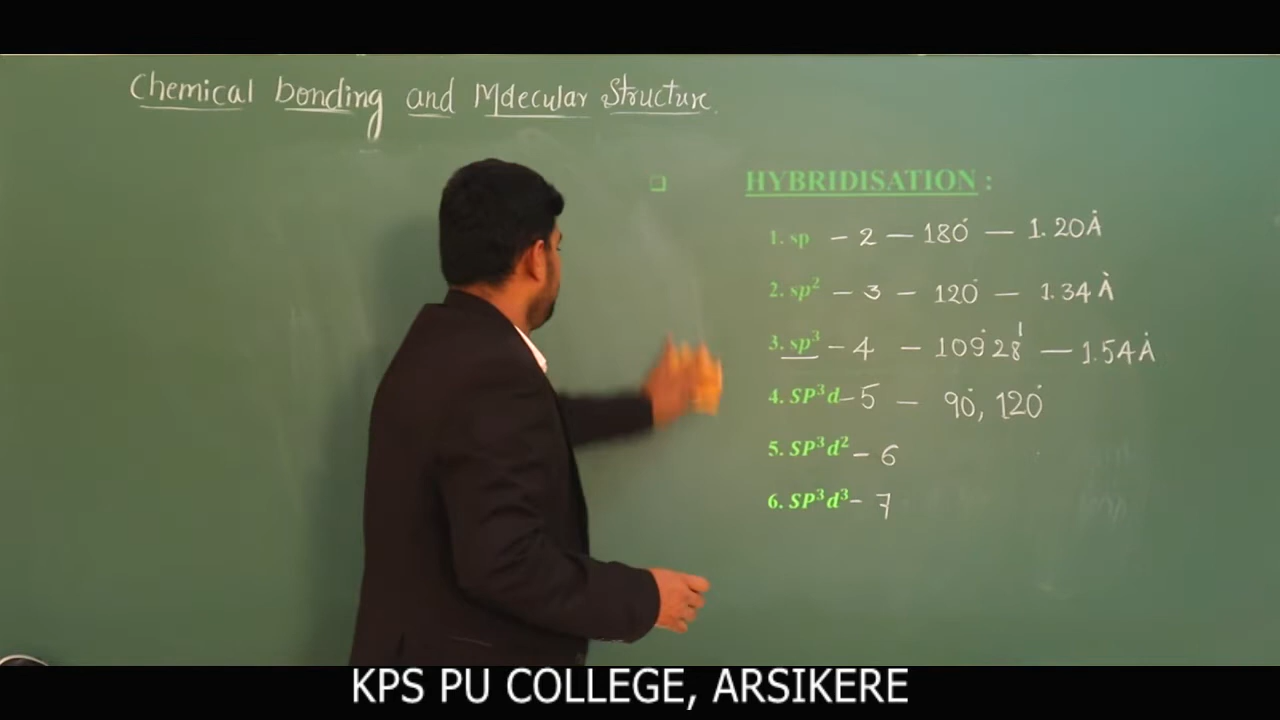 Chemical bonding and Molecular Structure.
HYBRIDISATION :
1. sp - 2 - 180° - 1.20Å
2. sp² - 3 - 120° - 1.34Å
3. sp³ - 4 - 109°28' - 1.54Å
4. SP³d - 5 - 90°, 120°
5. SP³d² - 6
6. SP³d³ - 7
KPS PU COLLEGE, ARSIKERE